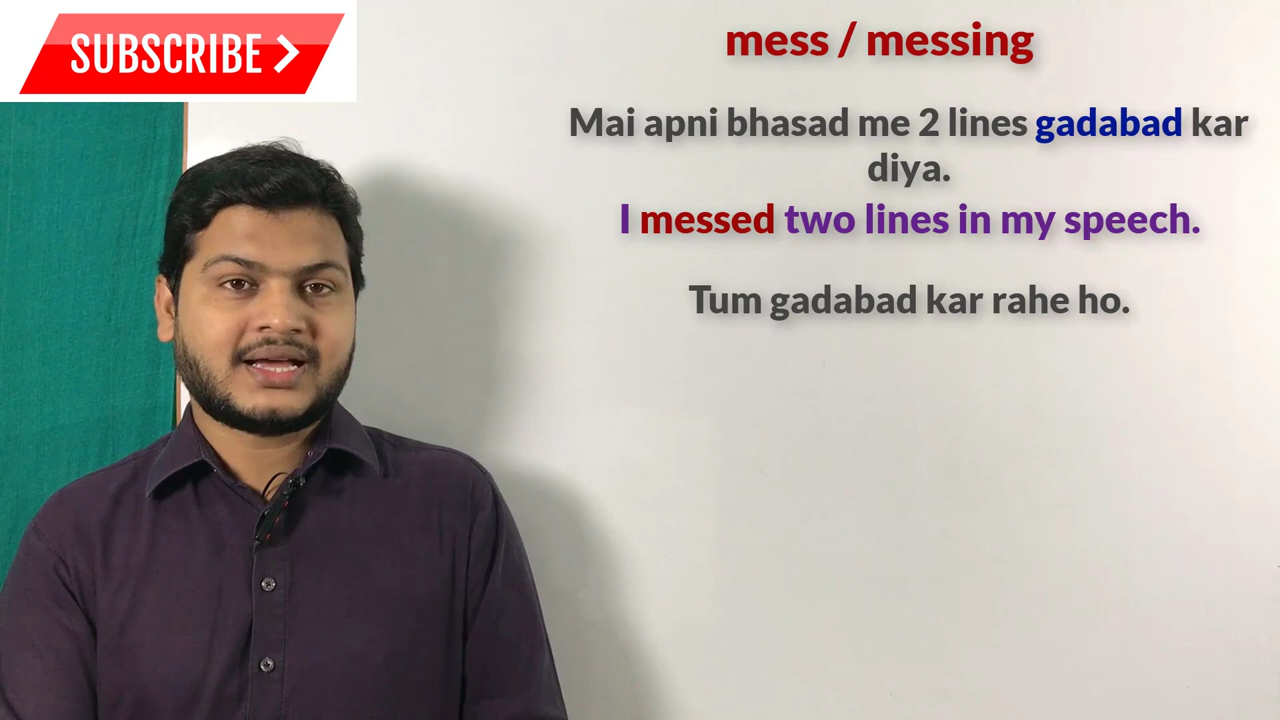 SUBSCRIBE
mess / messing
Mai apni bhasad me 2 lines gadabad kar
diya.
I messed two lines in my speech.
Tum gadabad kar rahe ho.